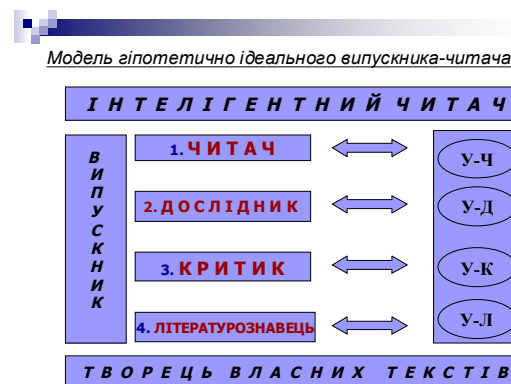 Модель гіпотетично ідеального випускника-читача
І Н Т Е Л І Г Е Н Т Н И Й Ч И Т А Ч
В И П У С К Н И К
1. Ч И Т А Ч
У-Ч
2. Д О С Л І Д Н И К
У-Д
3. К Р И Т И К
У-К
4. ЛІТЕРАТУРОЗНАВЕЦЬ
У-Л
Т В О Р Е Ц Ь В Л А С Н И Х Т Е К С Т І В